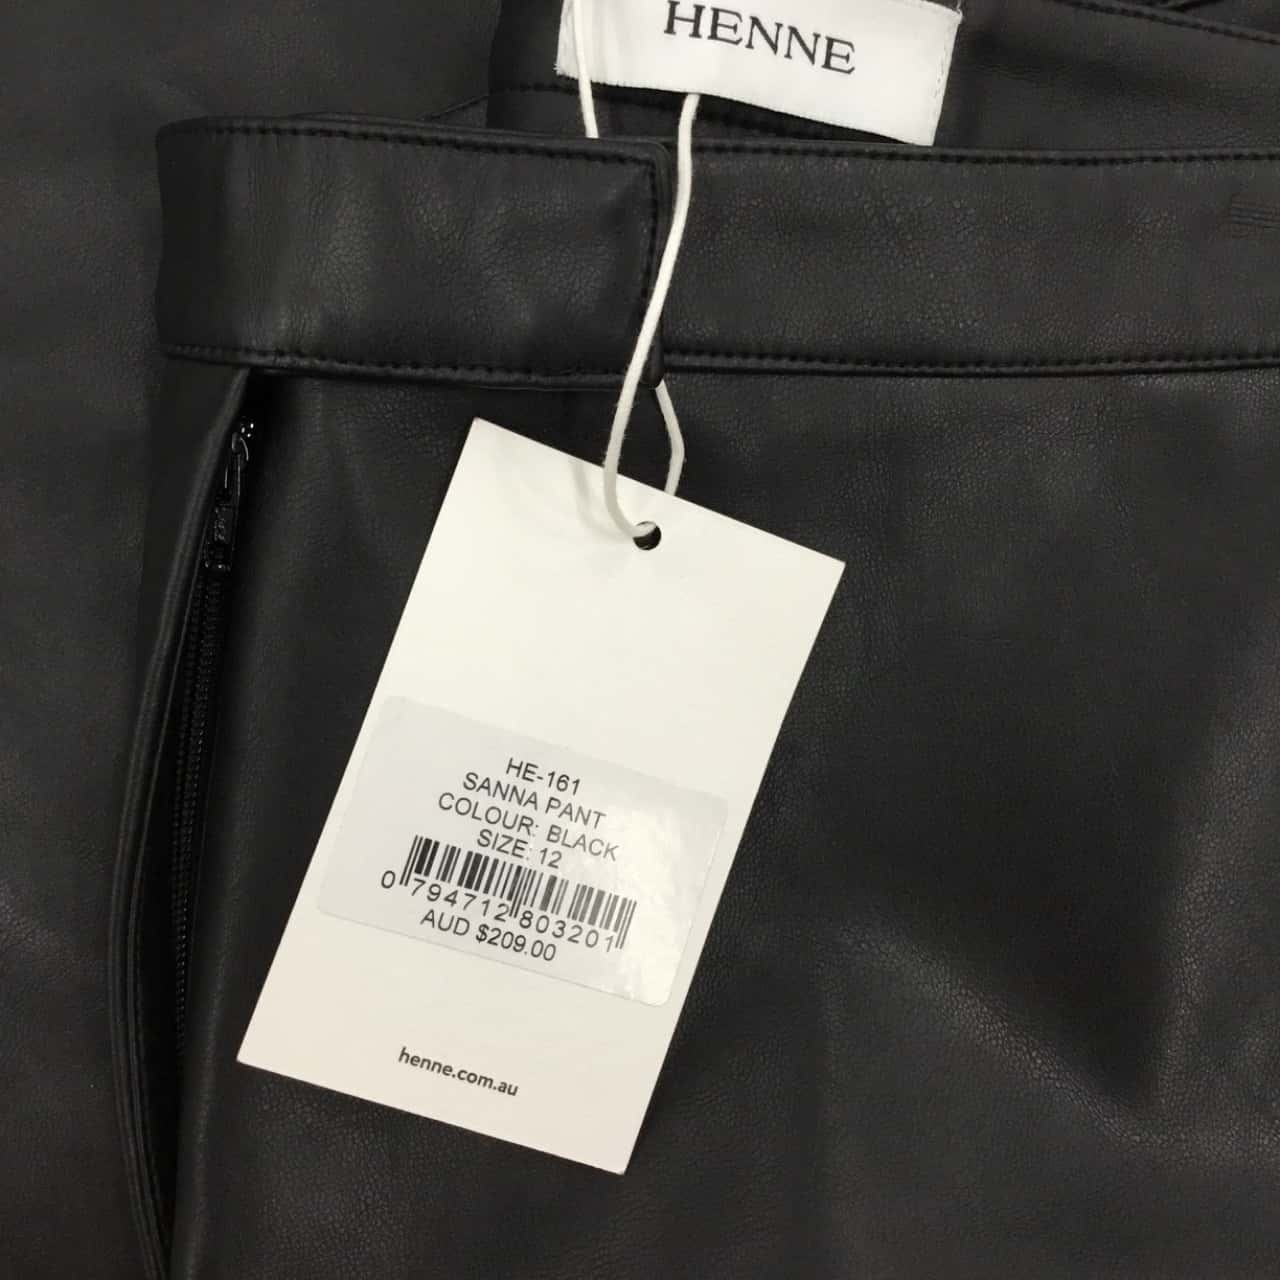 HENNE
HE-161
SANNA PANT
COLOUR: BLACK
SIZE: 12
0 794712 803201
AUD $209.00
henne.com.au